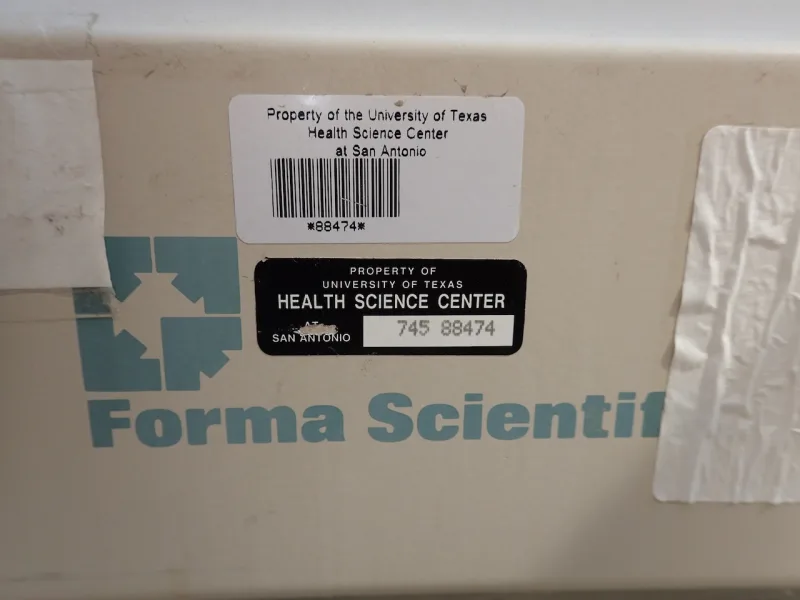 Property of the University of Texas
Health Science Center
at San Antonio
*88474*
PROPERTY OF
UNIVERSITY OF TEXAS
HEALTH SCIENCE CENTER
AT
SAN ANTONIO
745 88474
Forma Scientif